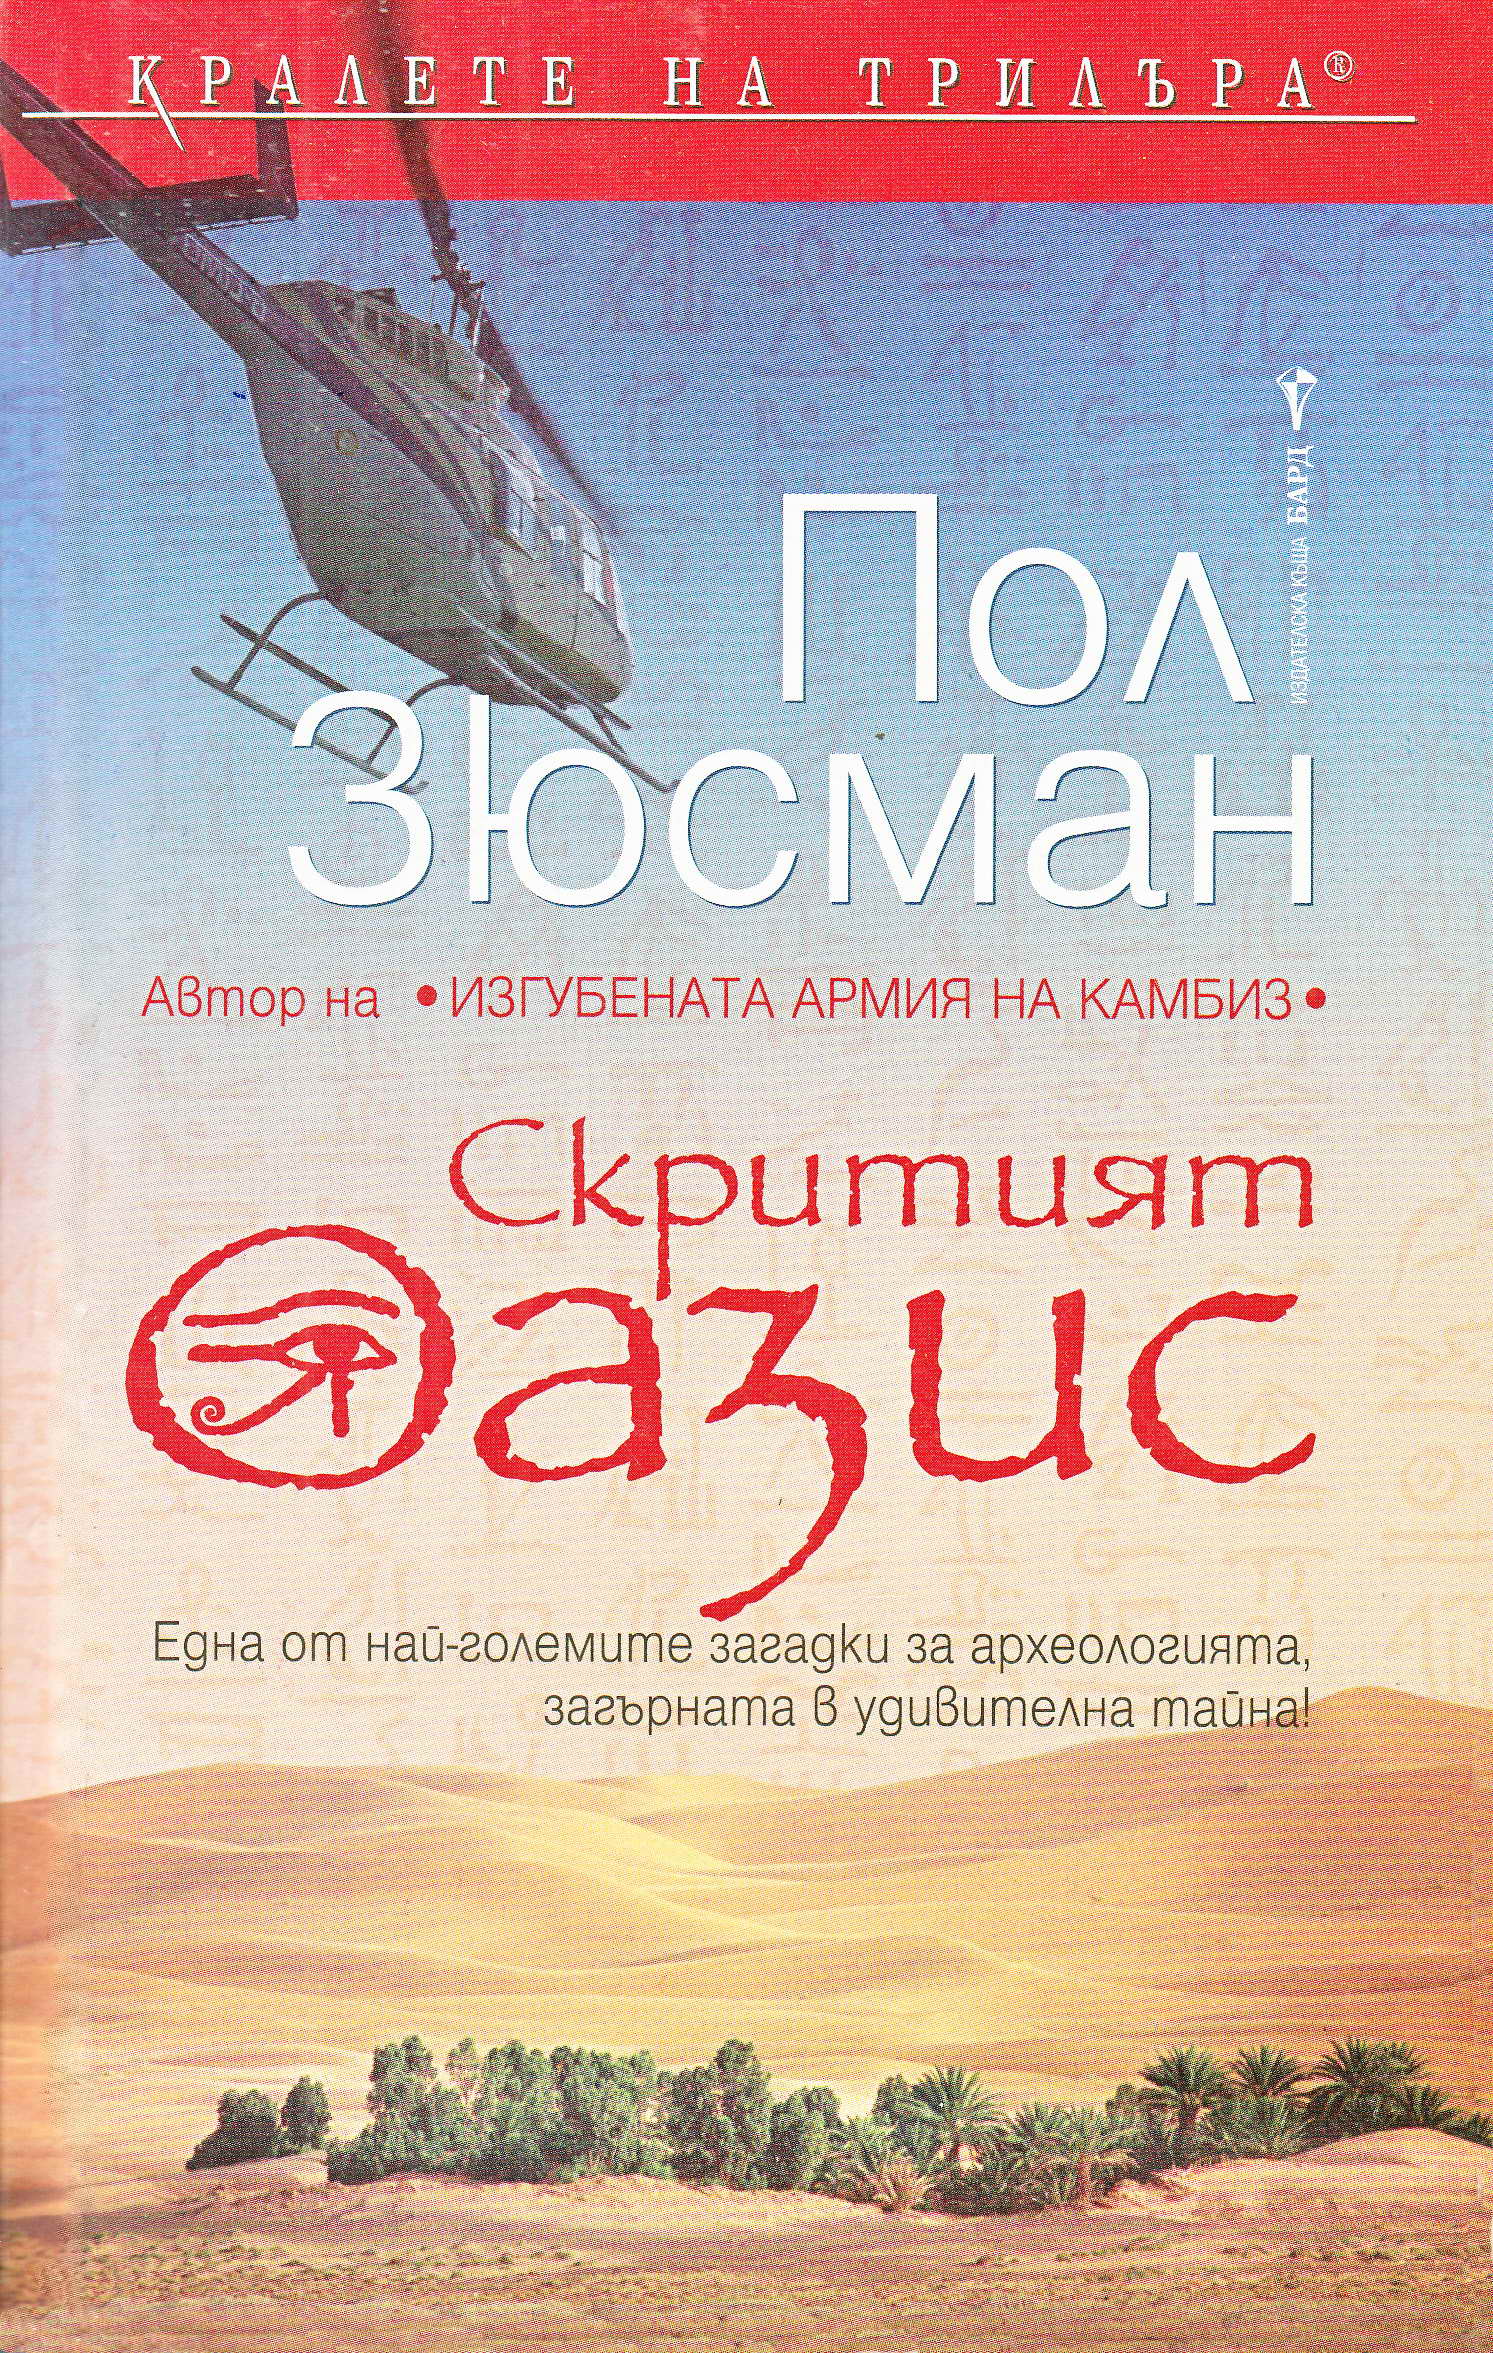 КРАЛЕТЕ НА ТРИЛЪРА®
ИЗДАТЕЛСКА КЪЩА БАРД
Пол
Зюсман
Автор на • ИЗГУБЕНАТА АРМИЯ НА КАМБИЗ •
Скритият
Оазис
Една от най-големите загадки за археологията,
загърната в удивителна тайна!